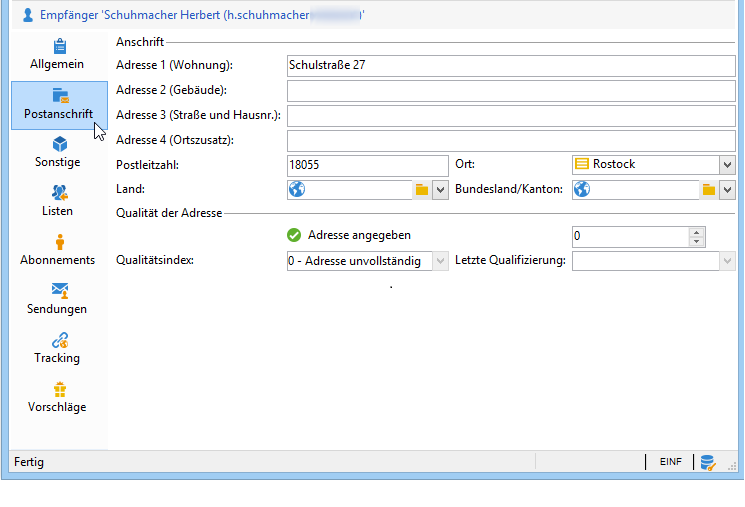 Empfänger 'Schuhmacher Herbert (h.schuhmacher )'
Allgemein
Postanschrift
Sonstige
Listen
Abonnements
Sendungen
Tracking
Vorschläge
Anschrift
Adresse 1 (Wohnung): Schulstraße 27
Adresse 2 (Gebäude):
Adresse 3 (Straße und Hausnr.):
Adresse 4 (Ortszusatz):
Postleitzahl: 18055 Ort: Rostock
Land: Bundesland/Kanton:
Qualität der Adresse
Adresse angegeben 0
Qualitätsindex: 0 - Adresse unvollständig Letzte Qualifizierung:
.
Fertig EINF